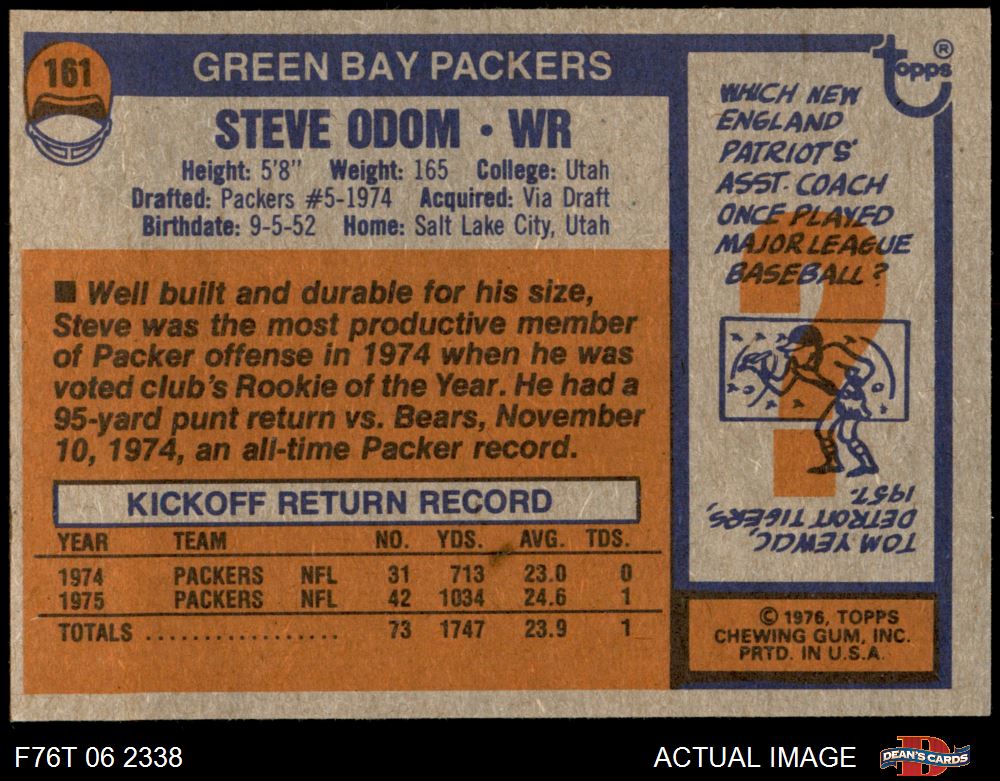 161
GREEN BAY PACKERS
STEVE ODOM • WR
Height: 5'8" Weight: 165 College: Utah
Drafted: Packers #5-1974 Acquired: Via Draft
Birthdate: 9-5-52 Home: Salt Lake City, Utah
■ Well built and durable for his size,
Steve was the most productive member
of Packer offense in 1974 when he was
voted club's Rookie of the Year. He had a
95-yard punt return vs. Bears, November
10, 1974, an all-time Packer record.
KICKOFF RETURN RECORD
YEAR TEAM NO. YDS. AVG. TDS.
1974 PACKERS NFL 31 713 23.0 0
1975 PACKERS NFL 42 1034 24.6 1
TOTALS .................. 73 1747 23.9 1
topps®
WHICH NEW
ENGLAND
PATRIOTS'
ASST. COACH
ONCE PLAYED
MAJOR LEAGUE
BASEBALL?
?
TOM YEWCIC,
DETROIT TIGERS,
1957.
© 1976, TOPPS
CHEWING GUM, INC.
PRTD. IN U.S.A.
F76T 06 2338
ACTUAL IMAGE
D
DEAN'S CARDS